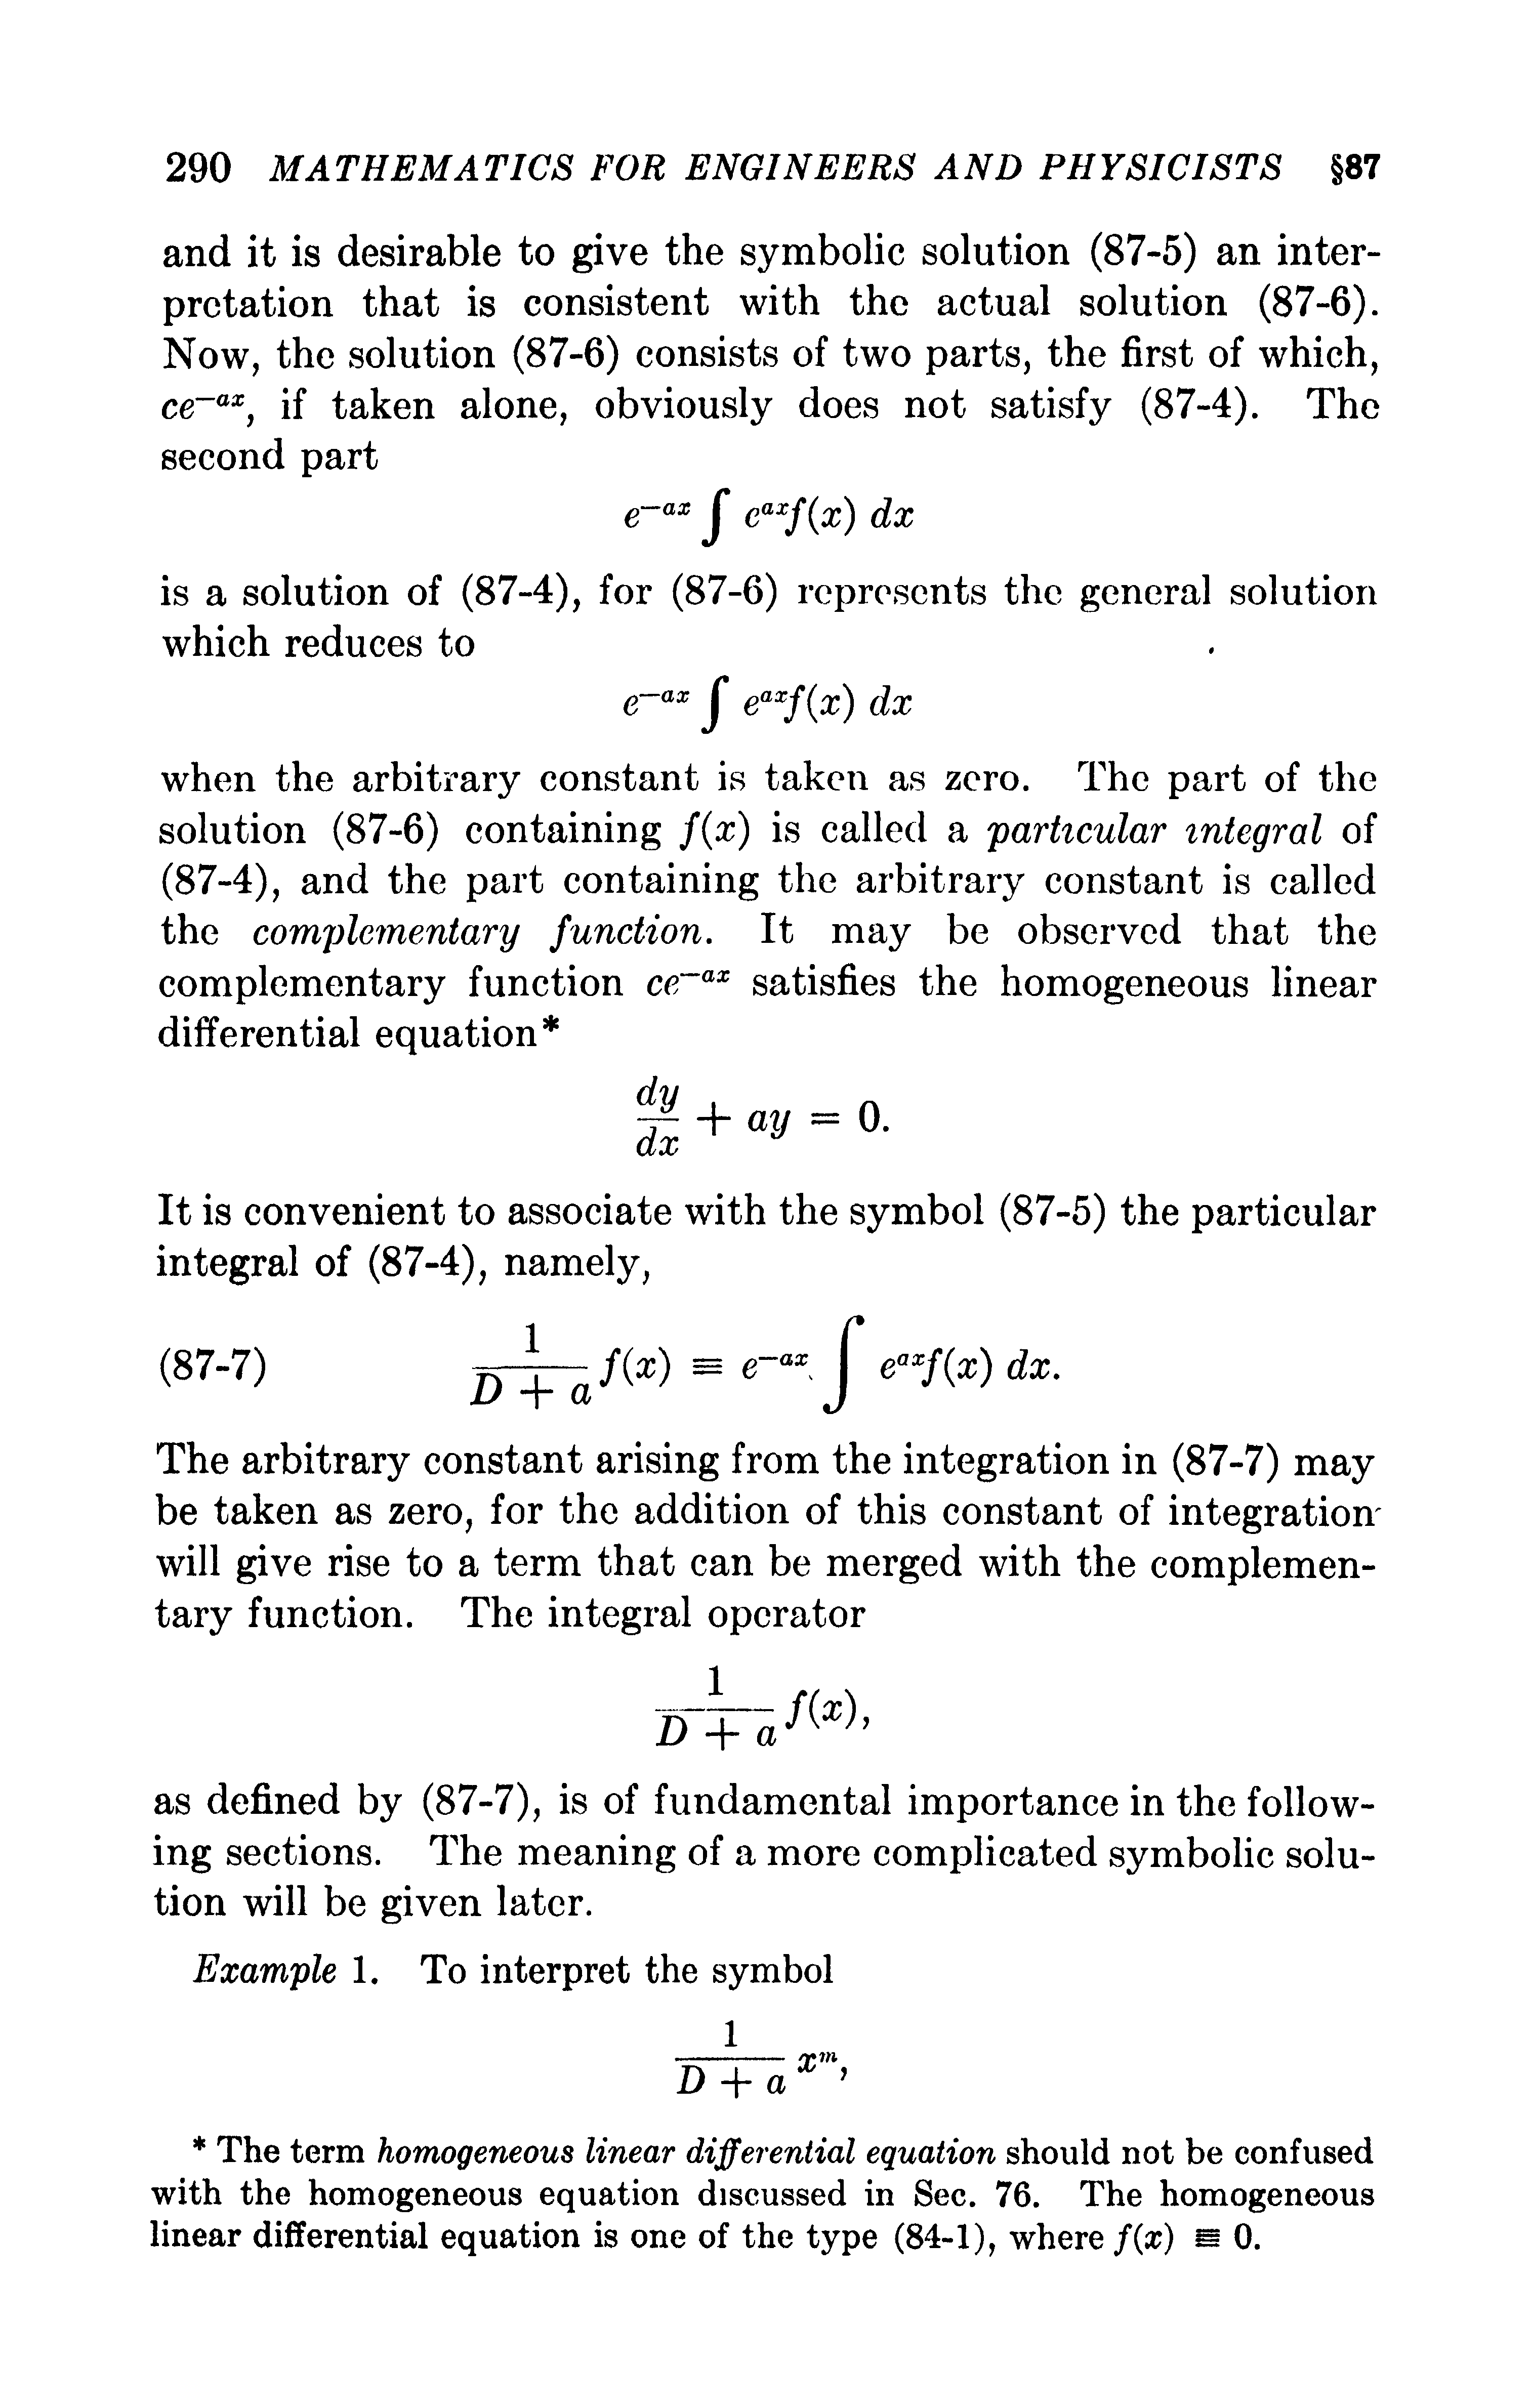 290 MATHEMATICS FOR ENGINEERS AND PHYSICISTS §87
and it is desirable to give the symbolic solution (87-5) an inter-
pretation that is consistent with the actual solution (87-6).
Now, the solution (87-6) consists of two parts, the first of which,
ce^{-ax}, if taken alone, obviously does not satisfy (87-4). The
second part
e^{-ax} ∫ e^{ax}f(x) dx
is a solution of (87-4), for (87-6) represents the general solution
which reduces to
e^{-ax} ∫ e^{ax}f(x) dx
when the arbitrary constant is taken as zero. The part of the
solution (87-6) containing f(x) is called a particular integral of
(87-4), and the part containing the arbitrary constant is called
the complementary function. It may be observed that the
complementary function ce^{-ax} satisfies the homogeneous linear
differential equation*
dy/dx + ay = 0.
It is convenient to associate with the symbol (87-5) the particular
integral of (87-4), namely,
(87-7) 1/(D + a) f(x) ≡ e^{-ax} ∫ e^{ax}f(x) dx.
The arbitrary constant arising from the integration in (87-7) may
be taken as zero, for the addition of this constant of integration
will give rise to a term that can be merged with the complemen-
tary function. The integral operator
1/(D + a) f(x),
as defined by (87-7), is of fundamental importance in the follow-
ing sections. The meaning of a more complicated symbolic solu-
tion will be given later.
Example 1. To interpret the symbol
1/(D + a) x^m,
* The term homogeneous linear differential equation should not be confused
with the homogeneous equation discussed in Sec. 76. The homogeneous
linear differential equation is one of the type (84-1), where f(x) ≡ 0.